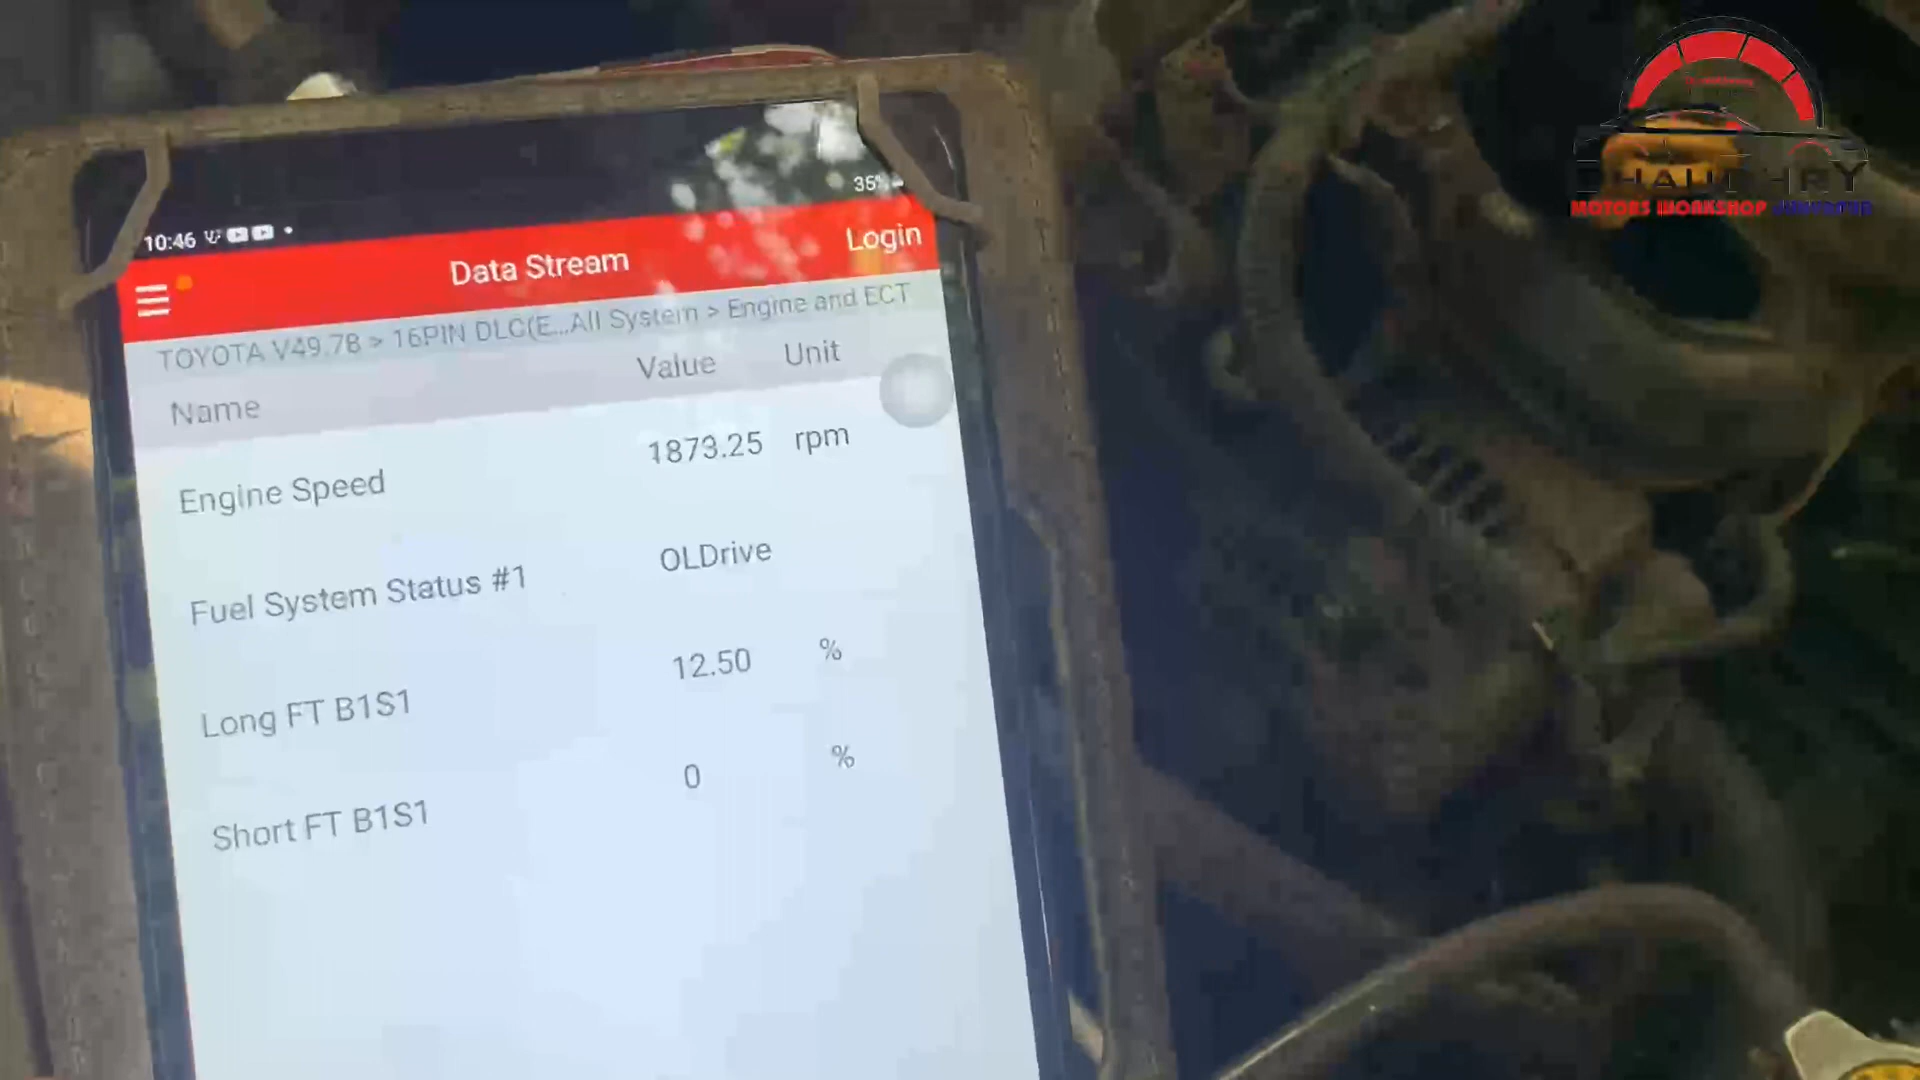 10:46
35%
Data Stream
Login
TOYOTA V49.78 > 16PIN DLC(E...All System > Engine and ECT
Name Value Unit
Engine Speed 1873.25 rpm
Fuel System Status #1 OLDrive
Long FT B1S1 12.50 %
Short FT B1S1 0 %
CHAUDHRY
MOTORS WORKSHOP